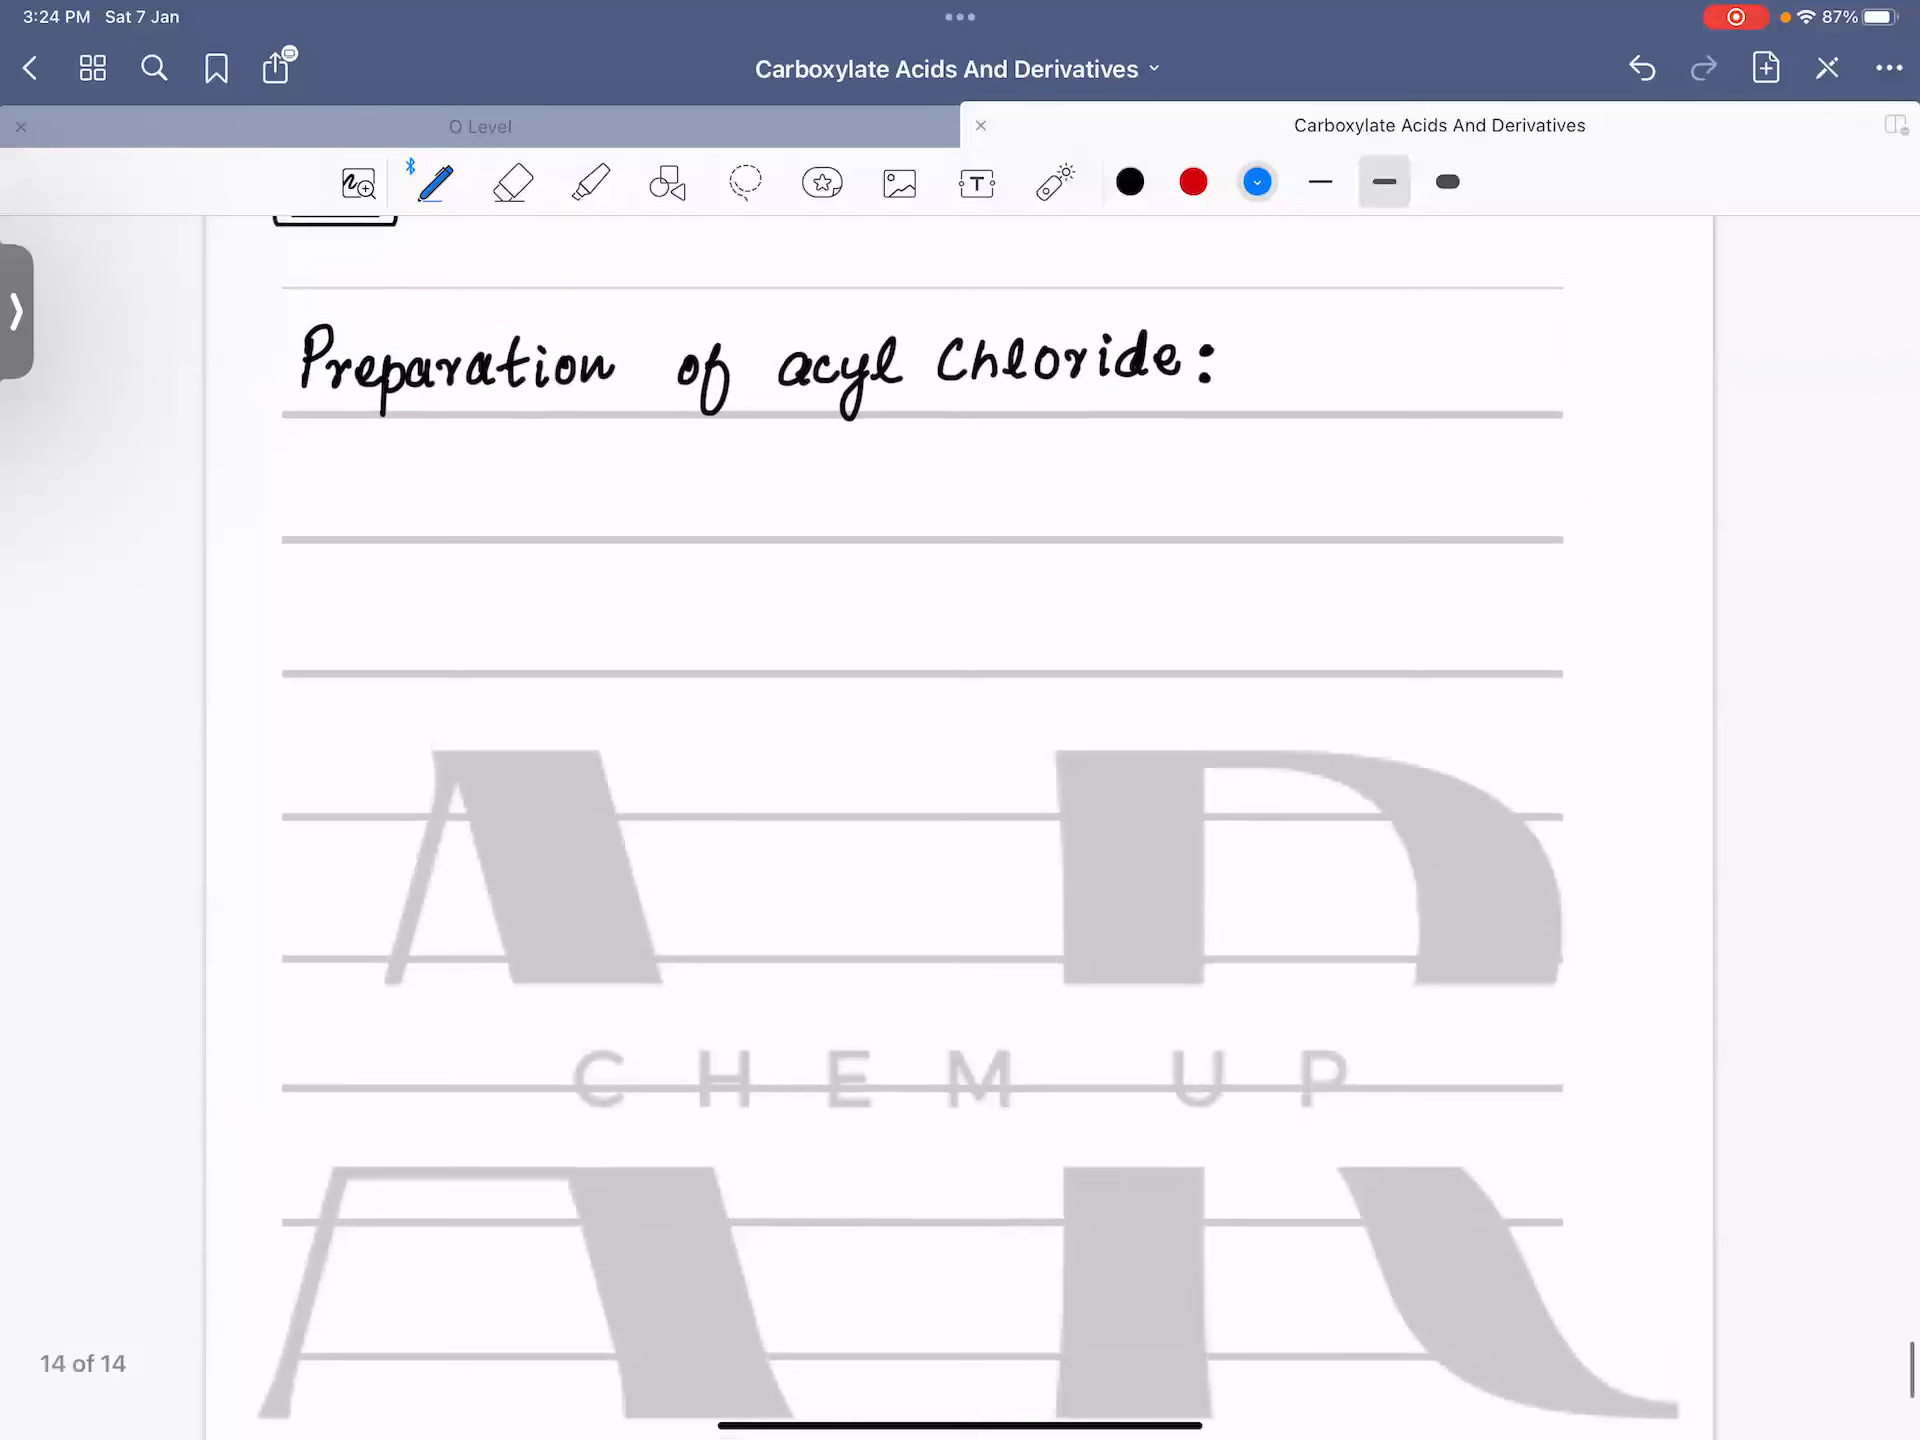 3:24 PM Sat 7 Jan
87%
Carboxylate Acids And Derivatives
O Level
Carboxylate Acids And Derivatives
Preparation of acyl Chloride:
CHEM UP
14 of 14